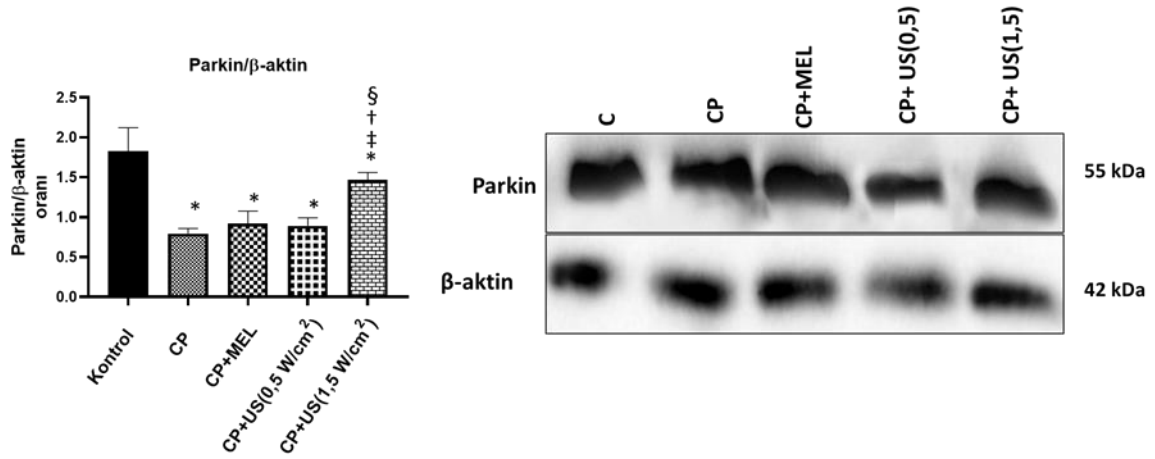 Parkin/β-aktin
Parkin/β-aktin
oranı
2.5
2.0
1.5
1.0
0.5
0.0
*
*
*
§
†
‡
*
Kontrol
CP
CP+MEL
CP+US(0,5 W/cm²)
CP+US(1,5 W/cm²)
C
CP
CP+MEL
CP+ US(0,5)
CP+ US(1,5)
Parkin
55 kDa
β-aktin
42 kDa